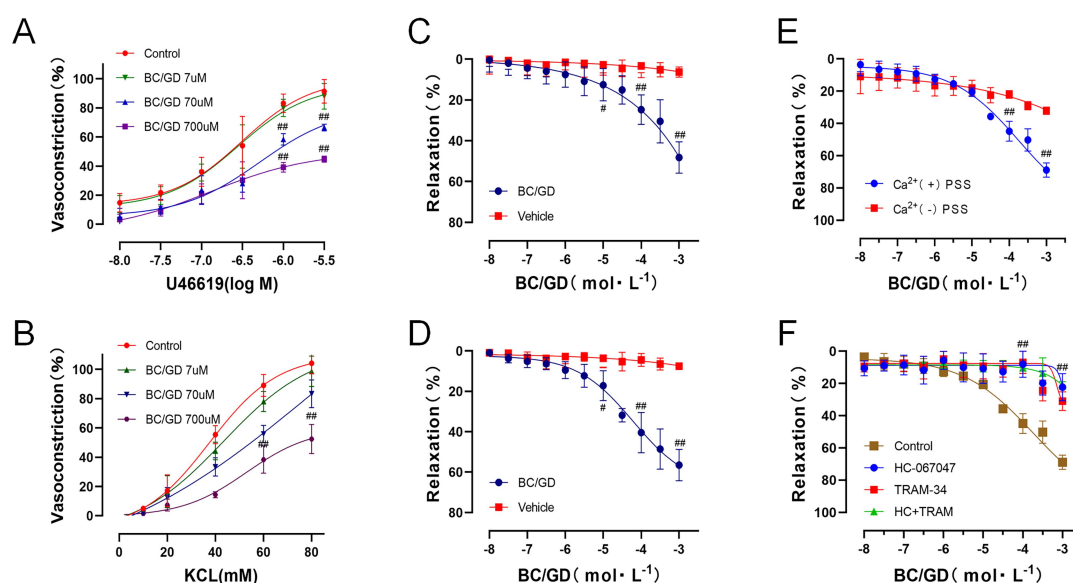 A
Control
BC/GD 7uM
BC/GD 70uM
BC/GD 700uM
Vasoconstriction (%)
100
80
60
40
20
0
## ##
## ##
-8.0 -7.5 -7.0 -6.5 -6.0 -5.5
U46619(log M)
B
Control
BC/GD 7uM
BC/GD 70uM
BC/GD 700uM
Vasoconstriction (%)
100
80
60
40
20
0
##
##
0 20 40 60 80
KCL(mM)
C
Relaxation (%)
0
20
40
60
80
#
##
##
BC/GD
Vehicle
-8 -7 -6 -5 -4 -3
BC/GD( mol· L-1)
D
Relaxation (%)
0
20
40
60
80
#
##
##
BC/GD
Vehicle
-8 -7 -6 -5 -4 -3
BC/GD( mol· L-1)
E
Relaxation (%)
0
20
40
60
80
100
##
##
Ca2+( + ) PSS
Ca2+( - ) PSS
-8 -7 -6 -5 -4 -3
BC/GD( mol· L-1)
F
Relaxation (%)
0
20
40
60
80
100
##
##
Control
HC-067047
TRAM-34
HC+TRAM
-8 -7 -6 -5 -4 -3
BC/GD( mol· L-1)